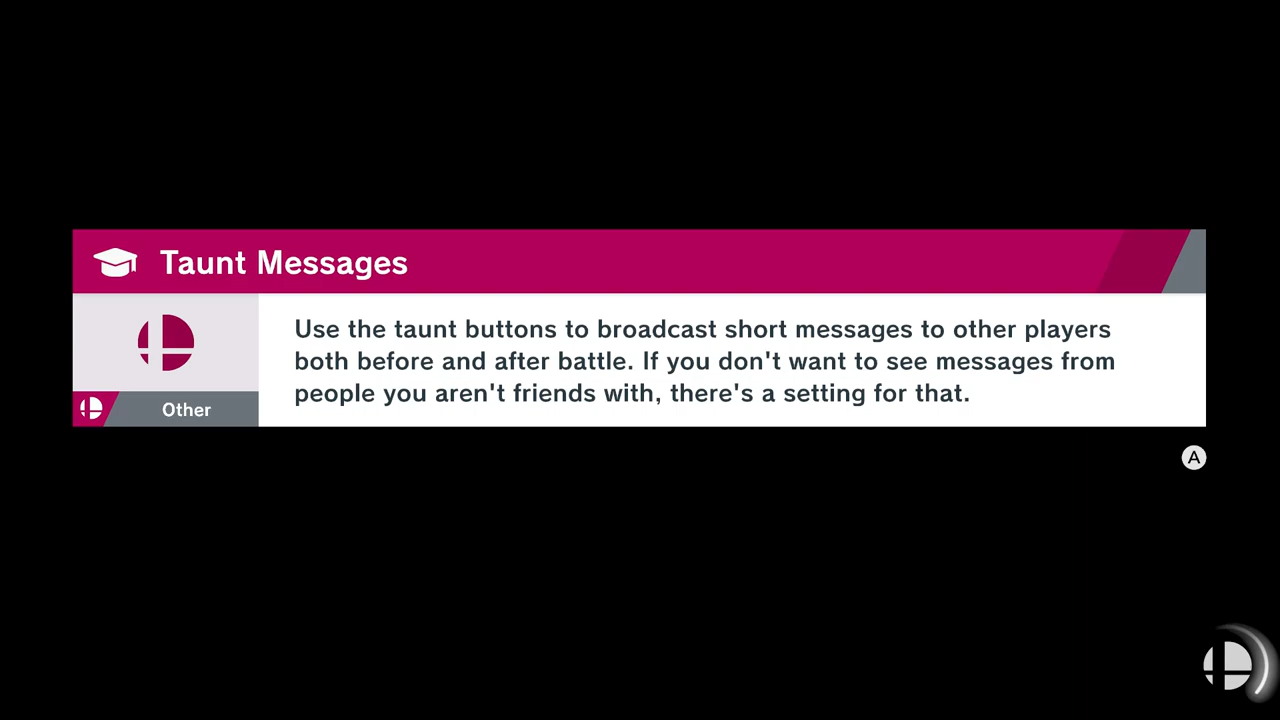 Taunt Messages
Use the taunt buttons to broadcast short messages to other players
both before and after battle. If you don't want to see messages from
people you aren't friends with, there's a setting for that.
Other
A